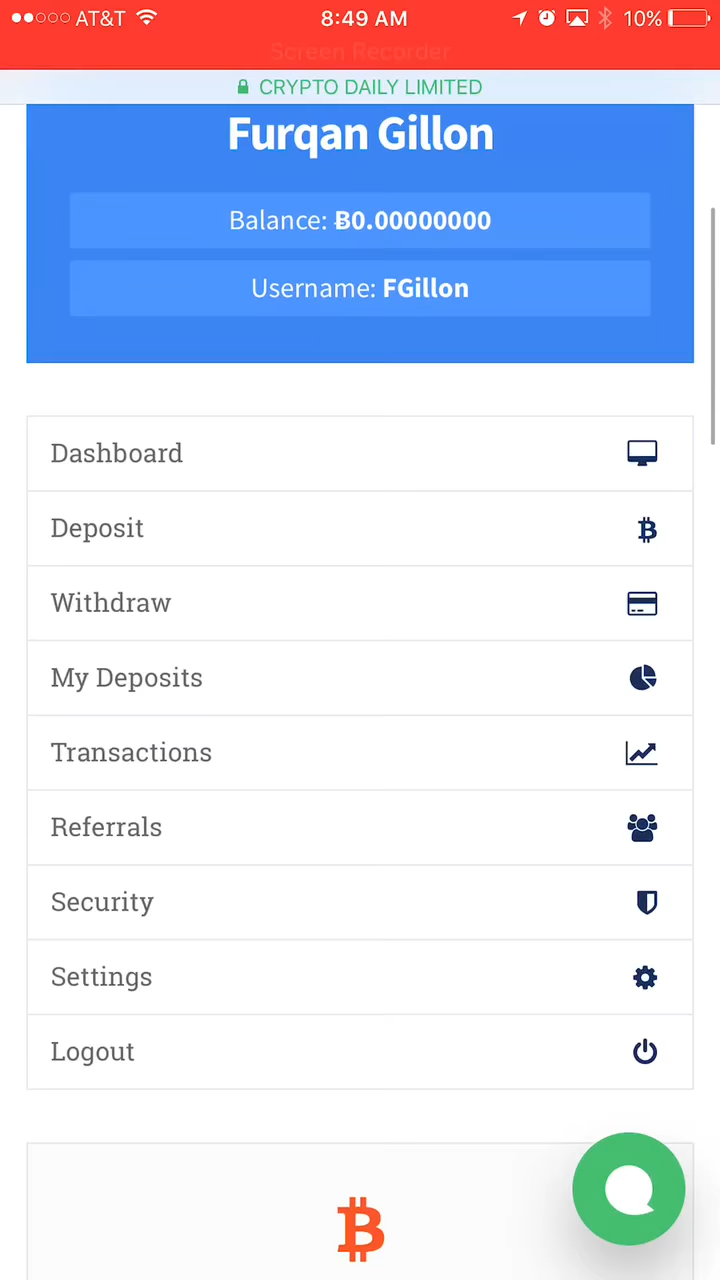 AT&T 8:49 AM 10%
Screen Recorder
CRYPTO DAILY LIMITED
Furqan Gillon
Balance: Ƀ0.00000000
Username: FGillon
Dashboard
Deposit
Withdraw
My Deposits
Transactions
Referrals
Security
Settings
Logout